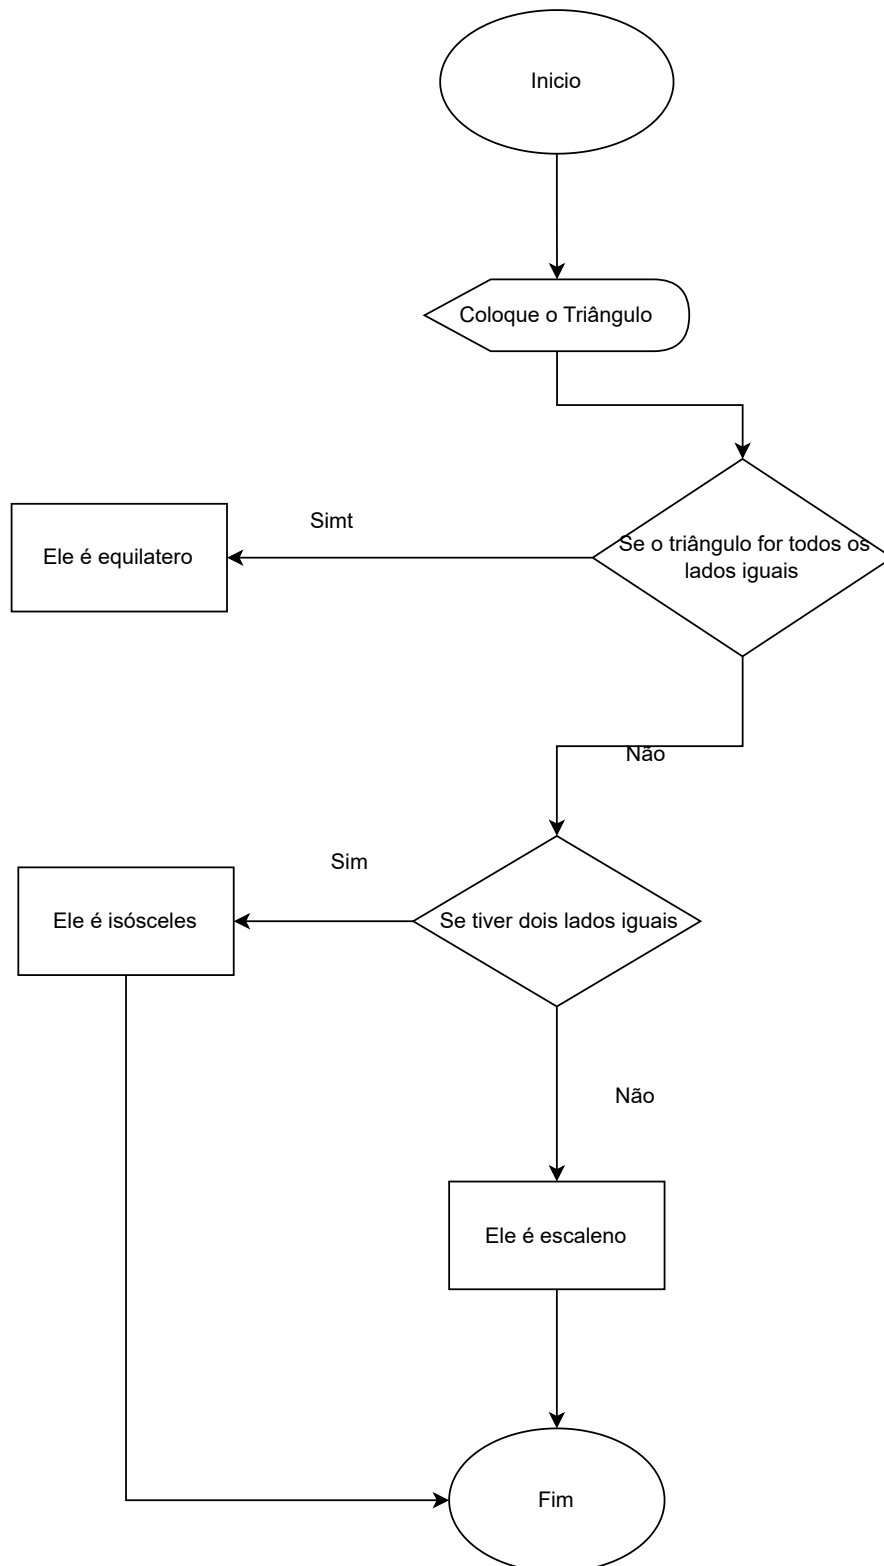 Inicio
Coloque o Triângulo
Simt
Se o triângulo for todos os
lados iguais
Ele é equilatero
Não
Sim
Ele é isósceles
Se tiver dois lados iguais
Não
Ele é escaleno
Fim